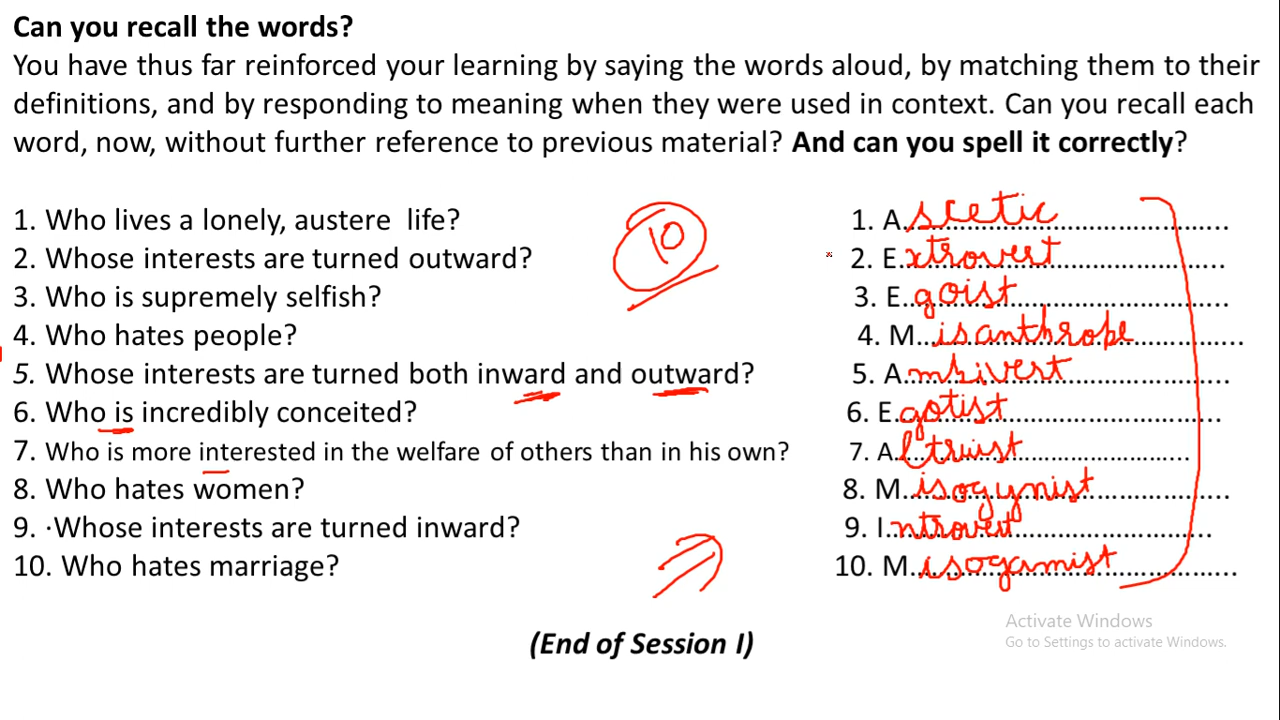 Can you recall the words?
You have thus far reinforced your learning by saying the words aloud, by matching them to their
definitions, and by responding to meaning when they were used in context. Can you recall each
word, now, without further reference to previous material? And can you spell it correctly?
1. Who lives a lonely, austere life? 1. Ascetic
2. Whose interests are turned outward? 2. Extrovert
3. Who is supremely selfish? 3. Egoist
4. Who hates people? 4. Misanthrope
5. Whose interests are turned both inward and outward? 5. Ambivert
6. Who is incredibly conceited? 6. Egotist
7. Who is more interested in the welfare of others than in his own? 7. Altruist
8. Who hates women? 8. Misogynist
9. ·Whose interests are turned inward? 9. Introvert
10. Who hates marriage? 10. Misogamist
10
(End of Session I)
Activate Windows
Go to Settings to activate Windows.